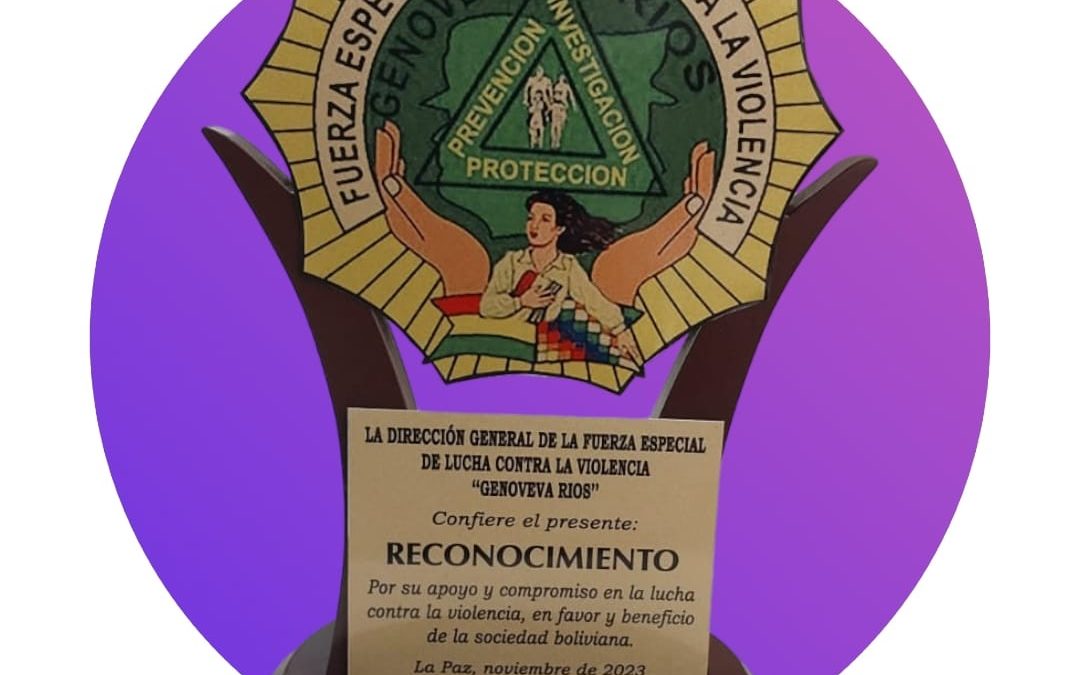 FUERZA ESPE
A LA VIOLENCIA
GENOVE
RVOS
PREVENCION
INVESTIGACION
PROTECCION
LA DIRECCIÓN GENERAL DE LA FUERZA ESPECIAL
DE LUCHA CONTRA LA VIOLENCIA
"GENOVEVA RIOS"
Confiere el presente:
RECONOCIMIENTO
Por su apoyo y compromiso en la lucha
contra la violencia, en favor y beneficio
de la sociedad boliviana.
La Paz, noviembre de 2023